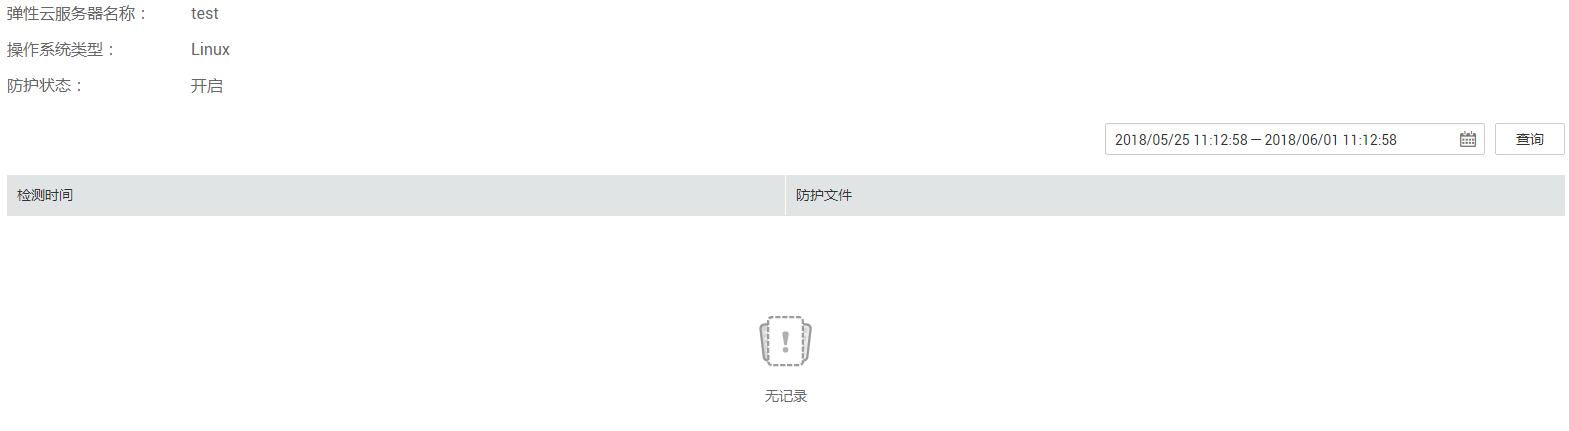 弹性云服务器名称： test
操作系统类型： Linux
防护状态： 开启
2018/05/25 11:12:58 — 2018/06/01 11:12:58 查询
检测时间 防护文件
无记录